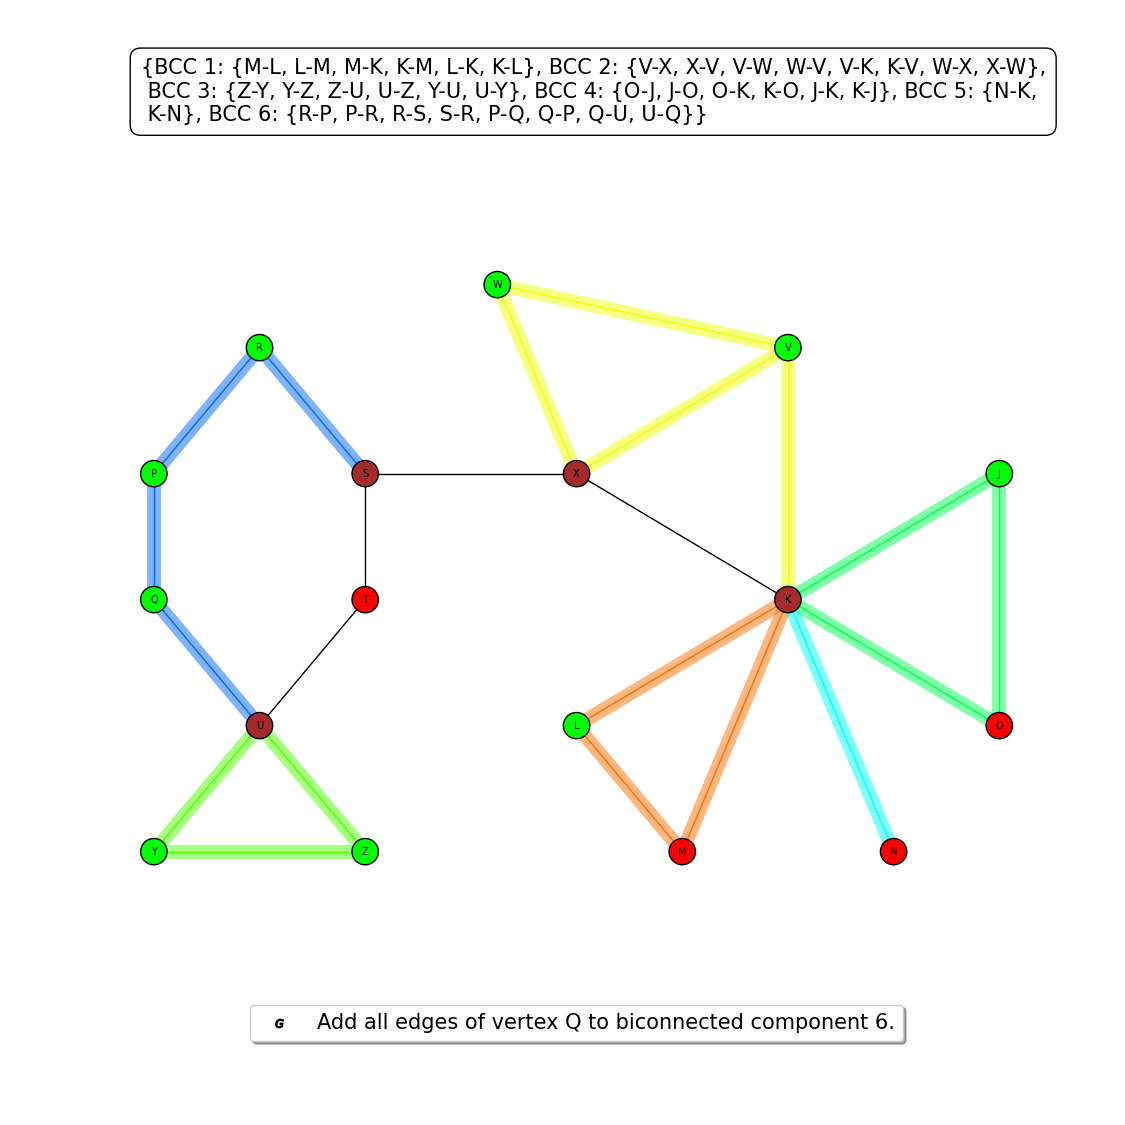 {BCC 1: {M-L, L-M, M-K, K-M, L-K, K-L}, BCC 2: {V-X, X-V, V-W, W-V, V-K, K-V, W-X, X-W},
BCC 3: {Z-Y, Y-Z, Z-U, U-Z, Y-U, U-Y}, BCC 4: {O-J, J-O, O-K, K-O, J-K, K-J}, BCC 5: {N-K,
K-N}, BCC 6: {R-P, P-R, R-S, S-R, P-Q, Q-P, Q-U, U-Q}}
W
R
V
P
S
X
J
Q
T
K
U
L
O
Y
Z
M
N
G Add all edges of vertex Q to biconnected component 6.